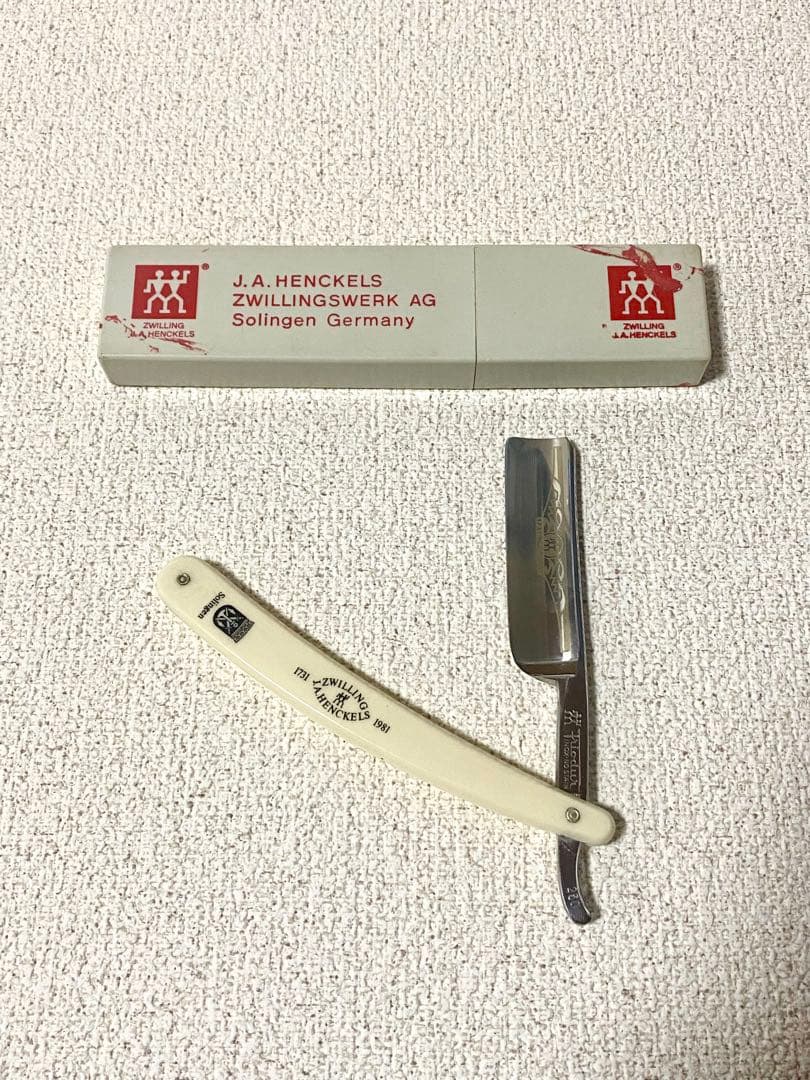 ®
ZWILLING
J.A.HENCKELS
J.A.HENCKELS
ZWILLINGSWERK AG
Solingen Germany
®
ZWILLING
J.A.HENCKELS
Solingen
1731
ZWILLING
J.A.HENCKELS
1981